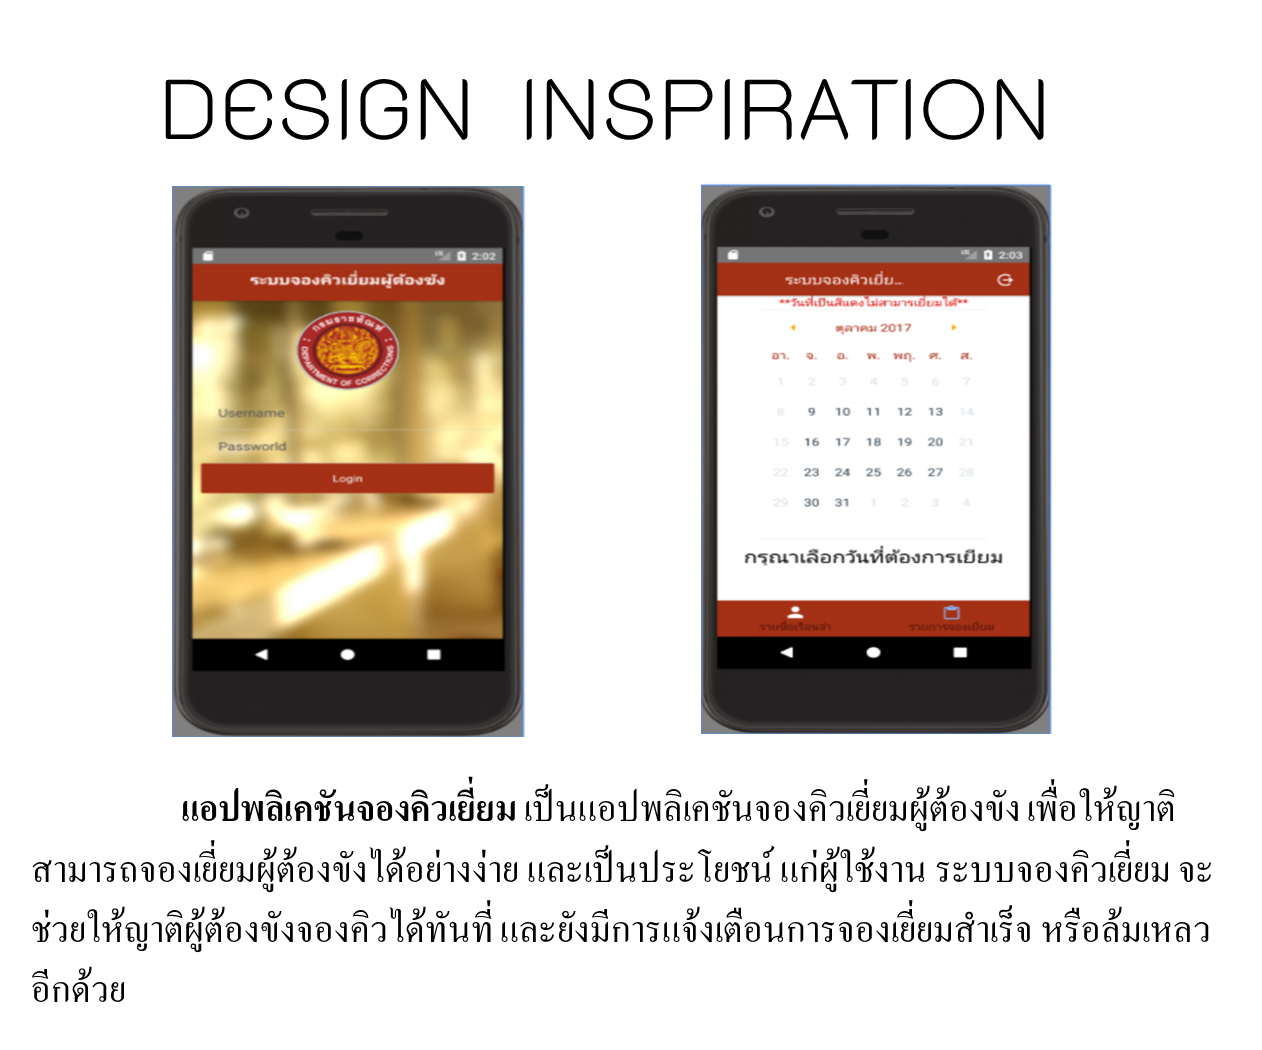 DESIGN INSPIRATION
2:02
ระบบจองคิวเยี่ยมผู้ต้องขัง
กรมราชทัณฑ์
DEPARTMENT OF CORRECTIONS
Username
Passworld
Login
2:03
ระบบจองคิวเยี่ย...
**วันที่เป็นสีแดงไม่สามารเยี่ยมได้**
ตุลาคม 2017
อา. จ. อ. พ. พฤ. ศ. ส.
1 2 3 4 5 6 7
8 9 10 11 12 13 14
15 16 17 18 19 20 21
22 23 24 25 26 27 28
29 30 31 1 2 3 4
กรุณาเลือกวันที่ต้องการเยี่ยม
รายชื่อเรือนจำ รายการจองเยี่ยม
แอปพลิเคชันจองคิวเยี่ยม เป็นแอปพลิเคชันจองคิวเยี่ยมผู้ต้องขัง เพื่อให้ญาติ
สามารถจองเยี่ยมผู้ต้องขังได้อย่างง่าย และเป็นประโยชน์ แก่ผู้ใช้งาน ระบบจองคิวเยี่ยม จะ
ช่วยให้ญาติผู้ต้องขังจองคิวได้ทันที่ และยังมีการแจ้งเตือนการจองเยี่ยมสำเร็จ หรือล้มเหลว
อีกด้วย